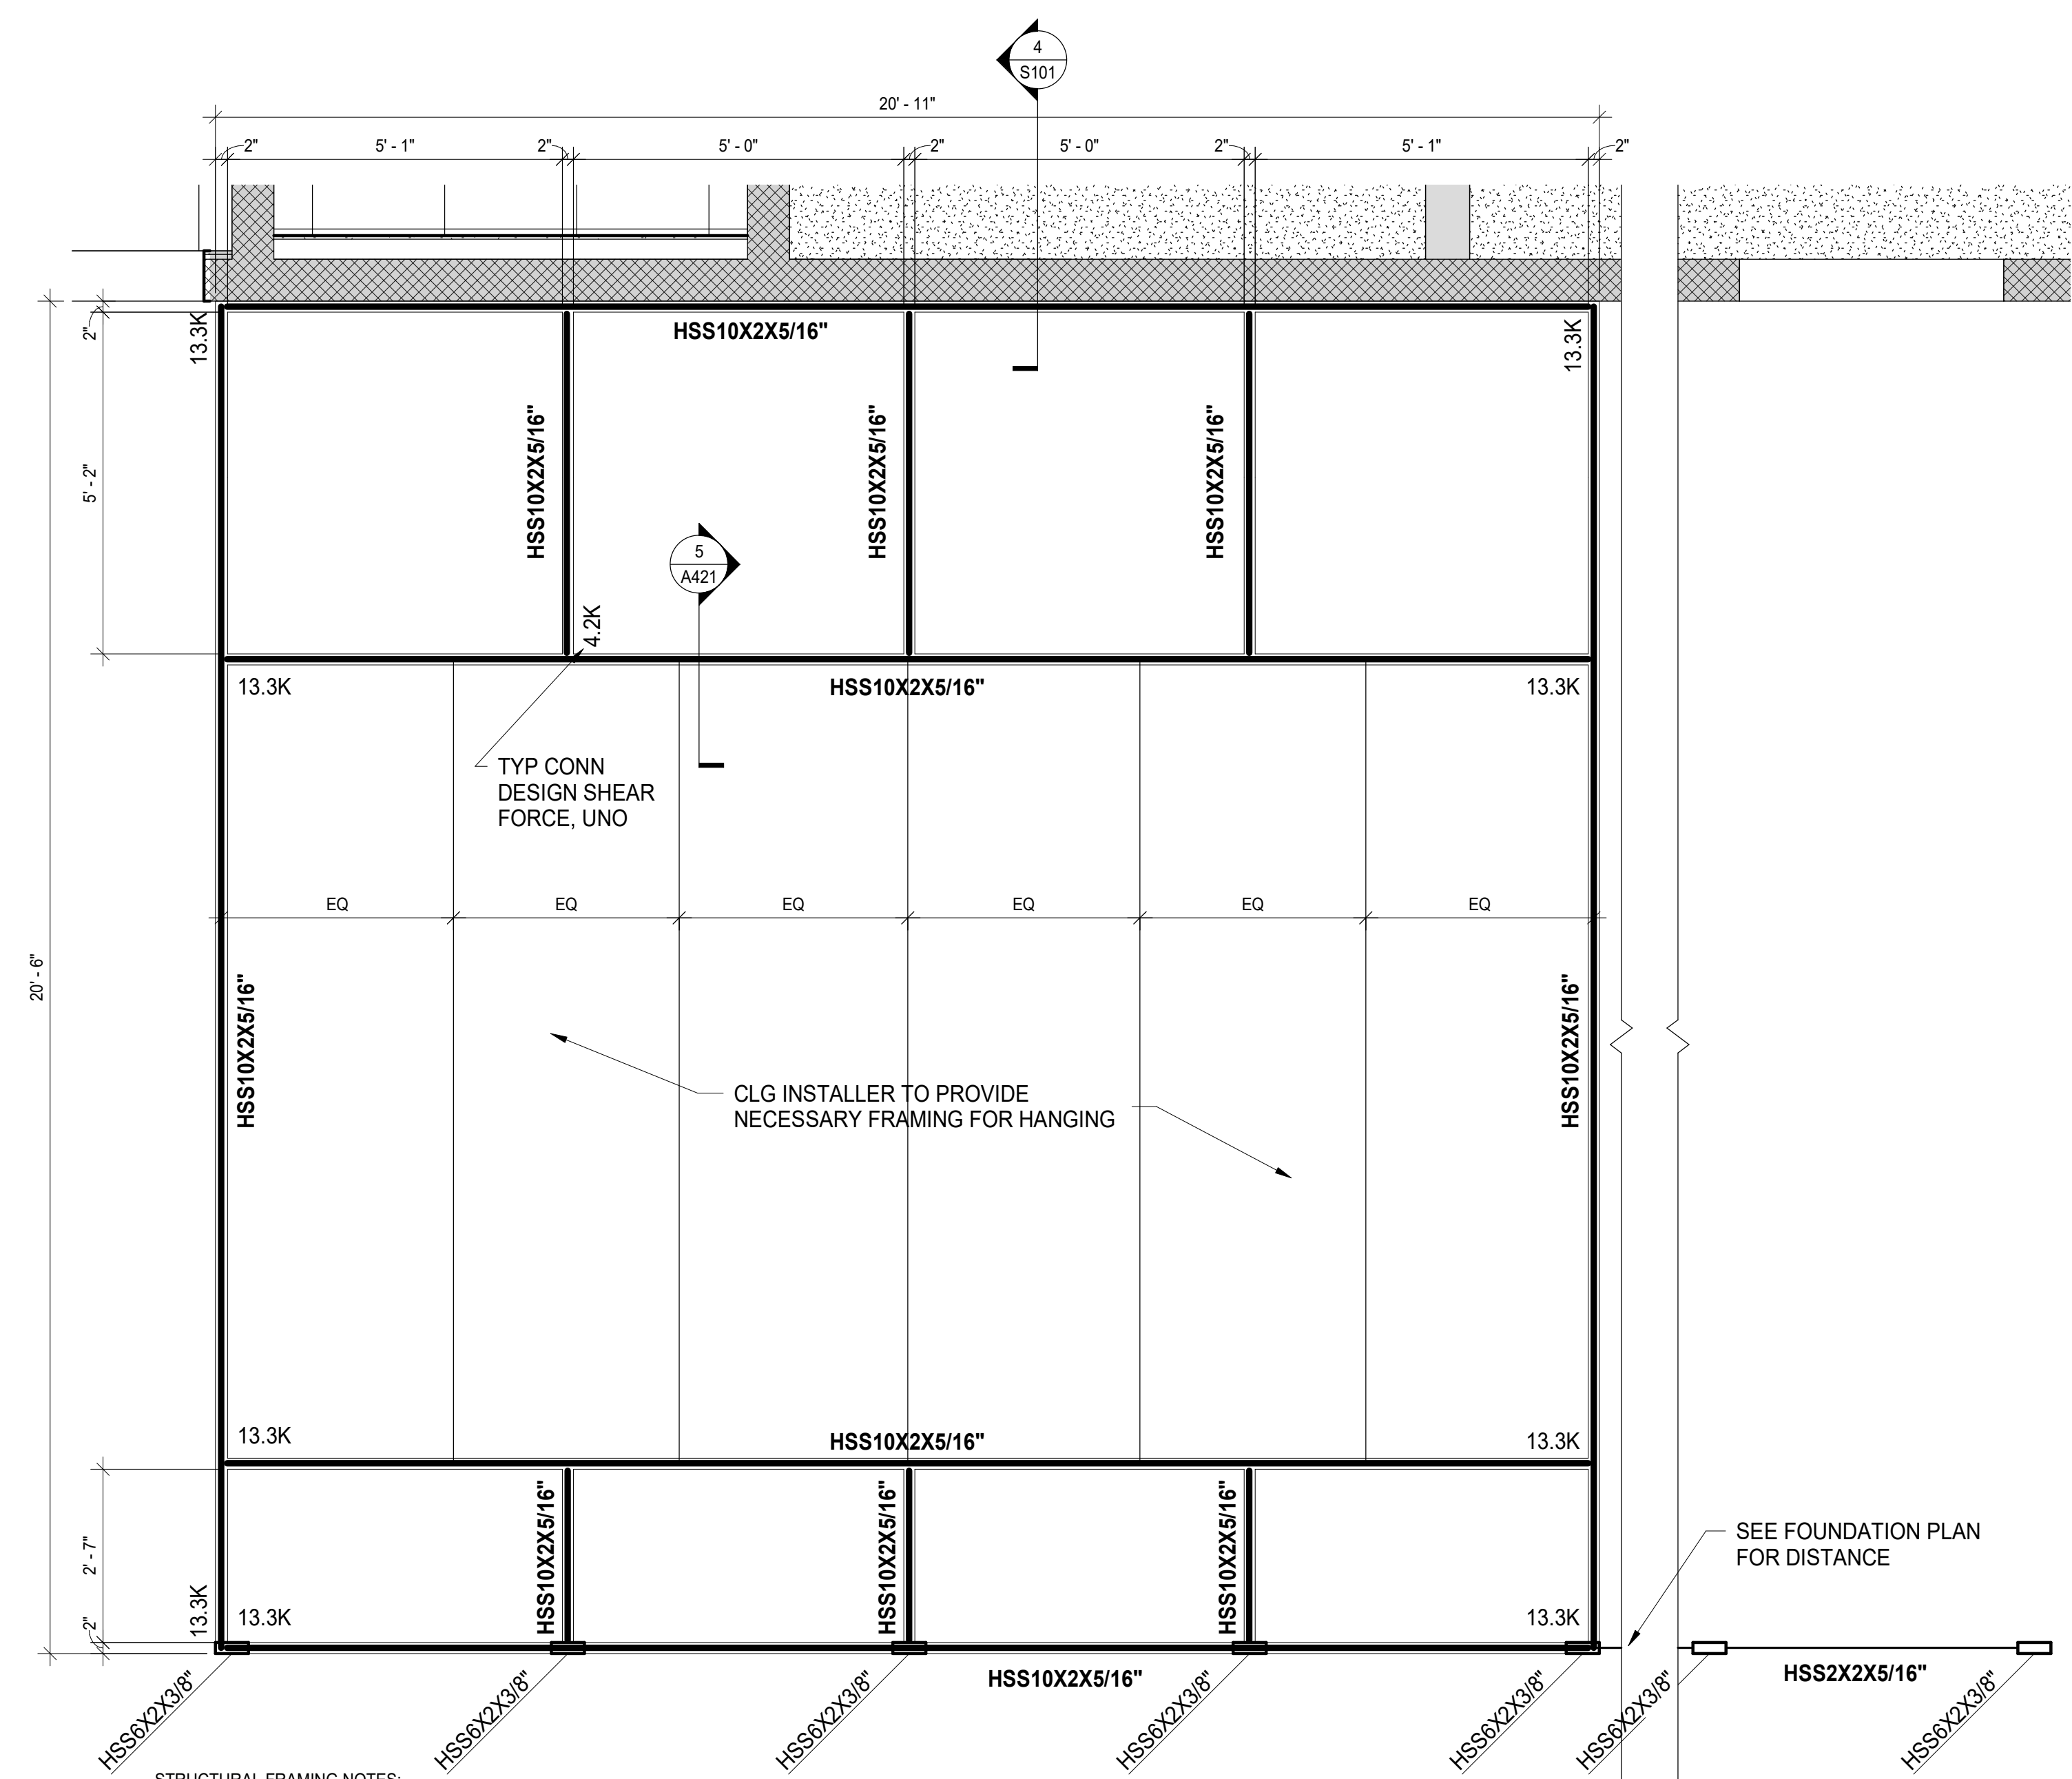 4
S101
20' - 11"
2"
5' - 1"
2"
5' - 0"
2"
5' - 0"
2"
5' - 1"
2"
2"
13.3K
HSS10X2X5/16"
13.3K
5' - 2"
HSS10X2X5/16"
HSS10X2X5/16"
HSS10X2X5/16"
5
A421
4.2K
13.3K
HSS10X2X5/16"
13.3K
TYP CONN
DESIGN SHEAR
FORCE, UNO
EQ
EQ
EQ
EQ
EQ
EQ
20' - 6"
HSS10X2X5/16"
HSS10X2X5/16"
CLG INSTALLER TO PROVIDE
NECESSARY FRAMING FOR HANGING
13.3K
HSS10X2X5/16"
13.3K
2' - 7"
HSS10X2X5/16"
HSS10X2X5/16"
HSS10X2X5/16"
SEE FOUNDATION PLAN
FOR DISTANCE
2"
13.3K
13.3K
13.3K
HSS10X2X5/16"
HSS2X2X5/16"
HSS6X2X3/8"
HSS6X2X3/8"
HSS6X2X3/8"
HSS6X2X3/8"
HSS6X2X3/8"
HSS6X2X3/8"
HSS6X2X3/8"
STRUCTURAL FRAMING NOTES: